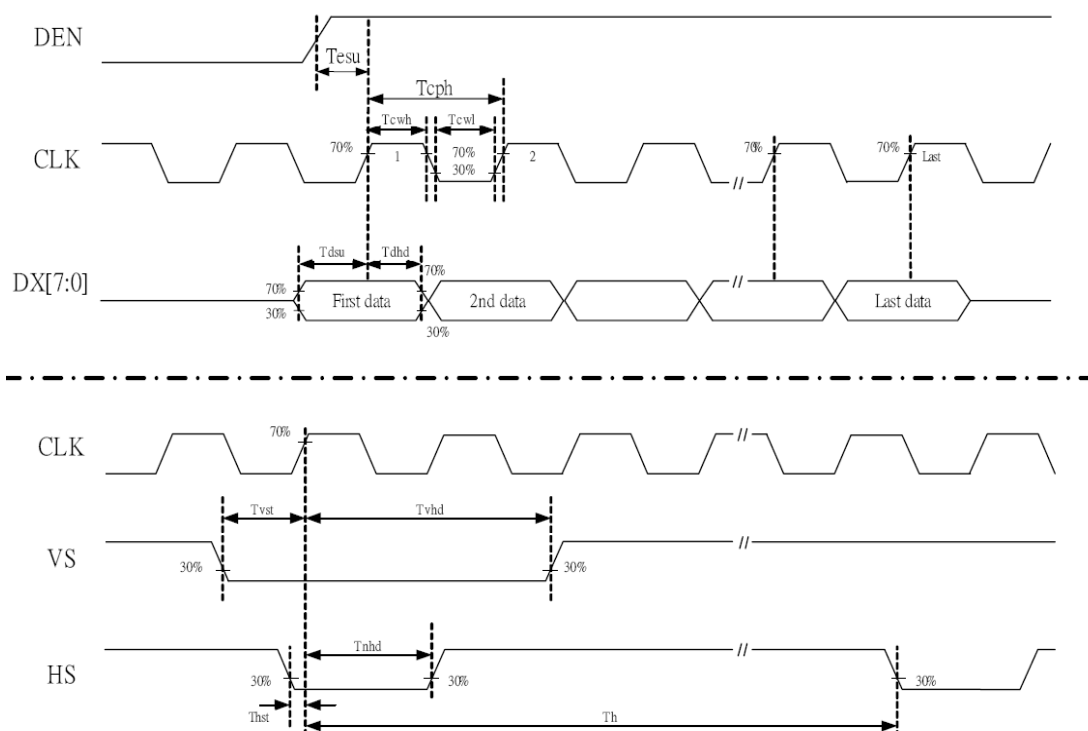 DEN
Tesu
Tcph
Tcwh Tcwl
CLK 70% 1 70% 2 70% 70% Last
30%
//
Tdsu Tdhd
DX[7:0] 70% 70%
First data 2nd data // Last data
30% 30%
CLK 70% //
Tvst Tvhd
VS 30% 30% //
Tnhd
HS 30% 30% // 30%
Thst
Th